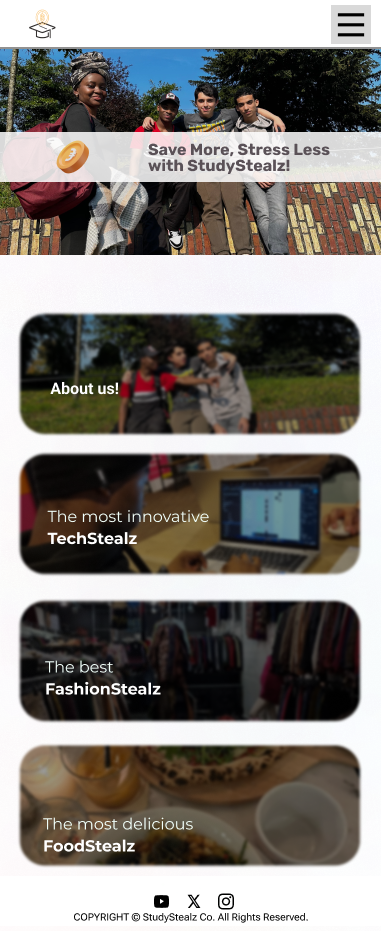 Save More, Stress Less
with StudyStealz!
About us!
The most innovative
TechStealz
The best
FashionStealz
The most delicious
FoodStealz
COPYRIGHT © StudyStealz Co. All Rights Reserved.